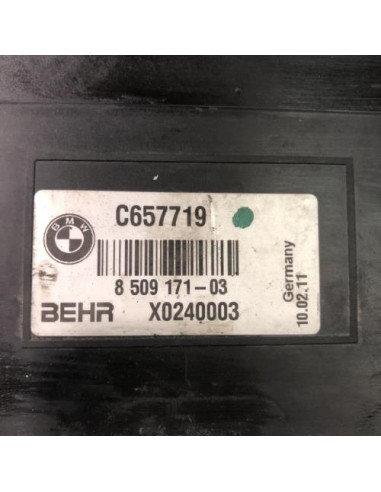 BMW
C657719
8 509 171-03
BEHR X0240003
Germany
10.02.11